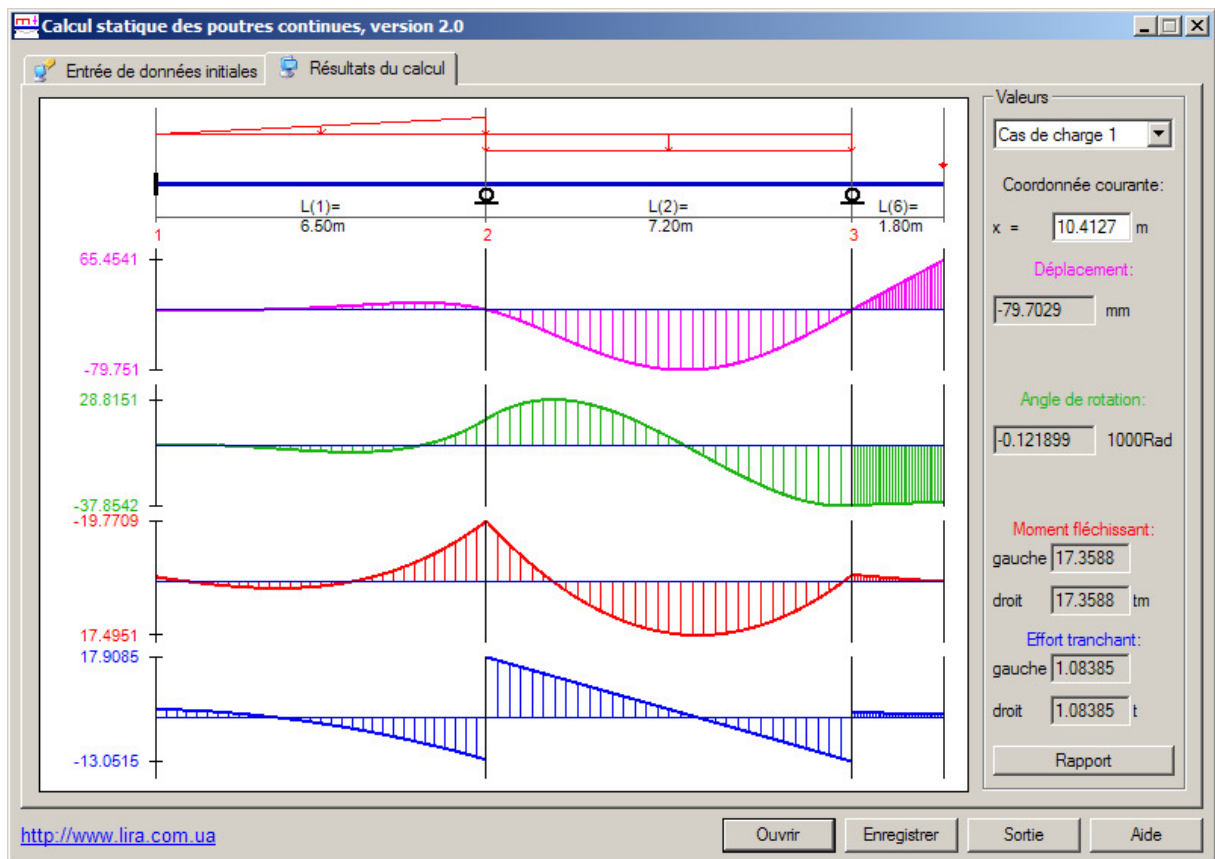 Calcul statique des poutres continues, version 2.0
Entrée de données initiales
Résultats du calcul
L(1)=
6.50m
L(2)=
7.20m
L(6)=
1.80m
1
2
3
65.4541
-79.751
28.8151
-37.8542
-19.7709
17.4951
17.9085
-13.0515
Valeurs
Cas de charge 1
Coordonnée courante:
x = 10.4127 m
Déplacement:
-79.7029 mm
Angle de rotation:
-0.121899 1000Rad
Moment fléchissant:
gauche 17.3588
droit 17.3588 tm
Effort tranchant:
gauche 1.08385
droit 1.08385 t
Rapport
http://www.lira.com.ua
Ouvrir
Enregistrer
Sortie
Aide